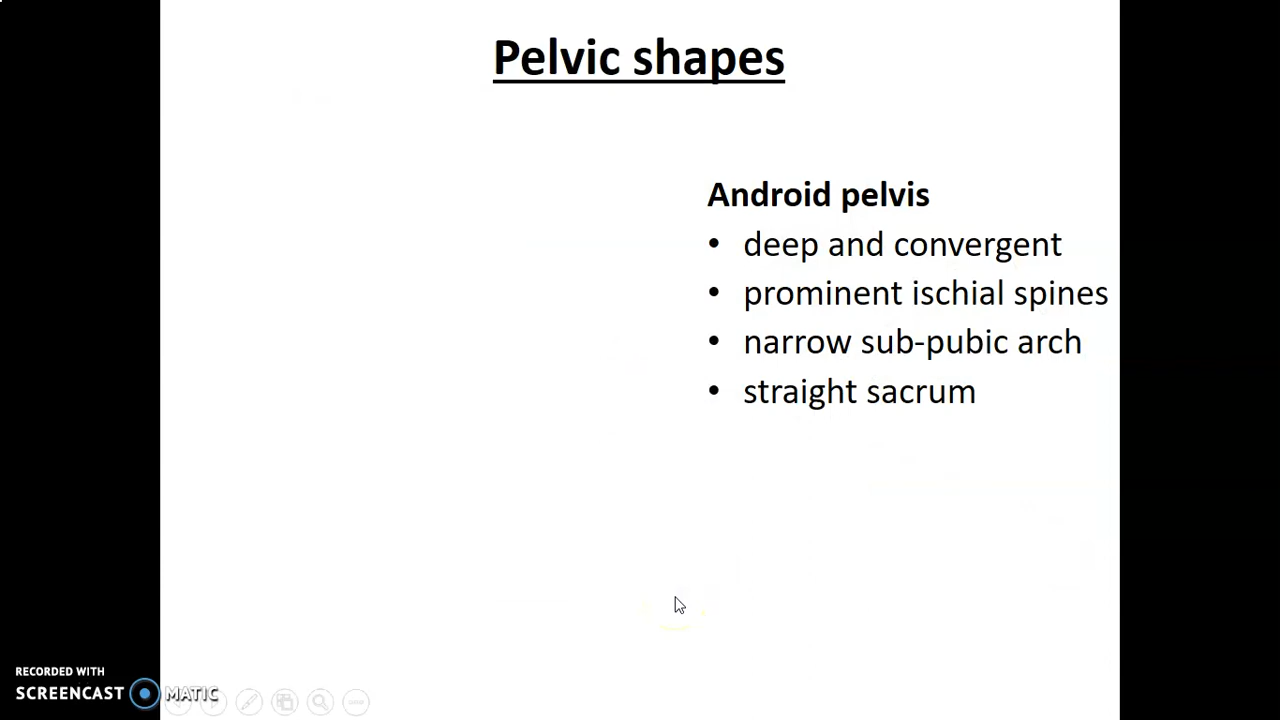 Pelvic shapes
Android pelvis
• deep and convergent
• prominent ischial spines
• narrow sub-pubic arch
• straight sacrum
RECORDED WITH
SCREENCAST MATIC